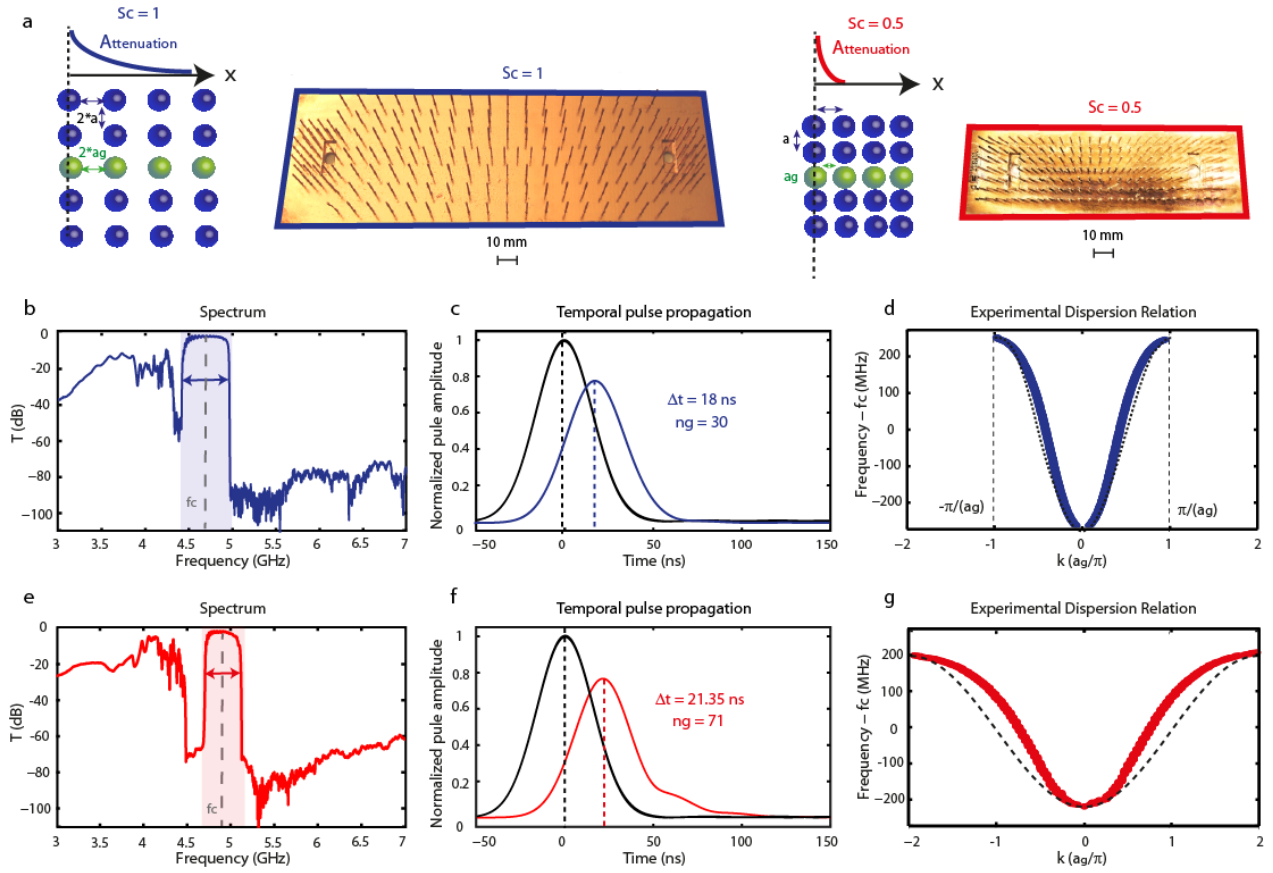 a
Sc = 1
Attenuation
X
2*a
2*ag
Sc = 1
10 mm
Sc = 0.5
Attenuation
X
a
ag
Sc = 0.5
10 mm
b
Spectrum
T (dB)
0
−20
−40
−60
−80
−100
fc
3 3.5 4 4.5 5 5.5 6 6.5 7
Frequency (GHz)
c
Temporal pulse propagation
Normalized pule amplitude
1
0.8
0.6
0.4
0.2
0
Δt = 18 ns
ng = 30
−50 0 50 100 150
Time (ns)
d
Experimental Dispersion Relation
Frequency − fc (MHz)
200
100
0
-100
−200
-π/(ag)
π/(ag)
−2 -1 0 1 2
k (ag/π)
e
Spectrum
T (dB)
0
−20
−40
−60
−80
−100
fc
3 3.5 4 4.5 5 5.5 6 6.5 7
Frequency (GHz)
f
Temporal pulse propagation
Normalized pule amplitude
1
0.8
0.6
0.4
0.2
0
Δt = 21.35 ns
ng = 71
−50 0 50 100 150
Time (ns)
g
Experimental Dispersion Relation
Frequency − fc (MHz)
200
100
0
−100
−200
−2 −1 0 1 2
k (ag/π)